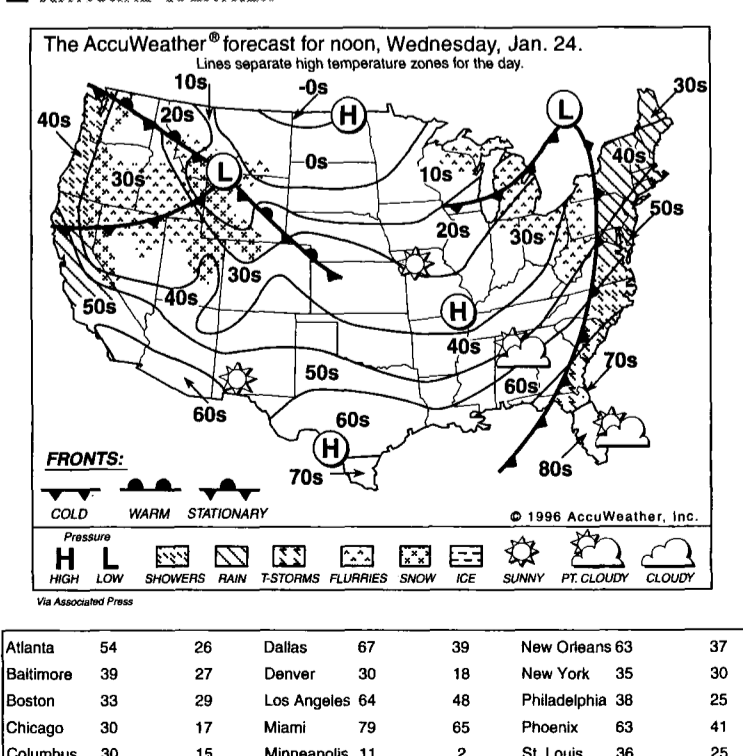 The AccuWeather® forecast for noon, Wednesday, Jan. 24.
Lines separate high temperature zones for the day.
10s
-0s
H
L
30s
40s
20s
0s
10s
40s
30s
L
50s
20s
30s
30s
40s
50s
H
40s
50s
60s
70s
60s
60s
H
70s
80s
FRONTS:
COLD WARM STATIONARY
© 1996 AccuWeather, Inc.
Pressure
H L
HIGH LOW SHOWERS RAIN T-STORMS FLURRIES SNOW ICE SUNNY PT. CLOUDY CLOUDY
Via Associated Press
Atlanta 54 26 Dallas 67 39 New Orleans 63 37
Baltimore 39 27 Denver 30 18 New York 35 30
Boston 33 29 Los Angeles 64 48 Philadelphia 38 25
Chicago 30 17 Miami 79 65 Phoenix 63 41
Columbus 30 15 Minneapolis 11 2 St. Louis 36 25